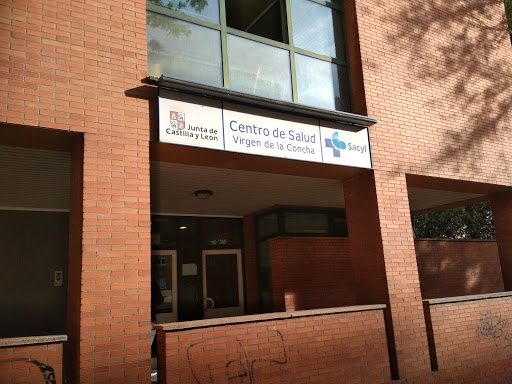 Junta de
Castilla y León
Centro de Salud
Virgen de la Concha
Sacyl